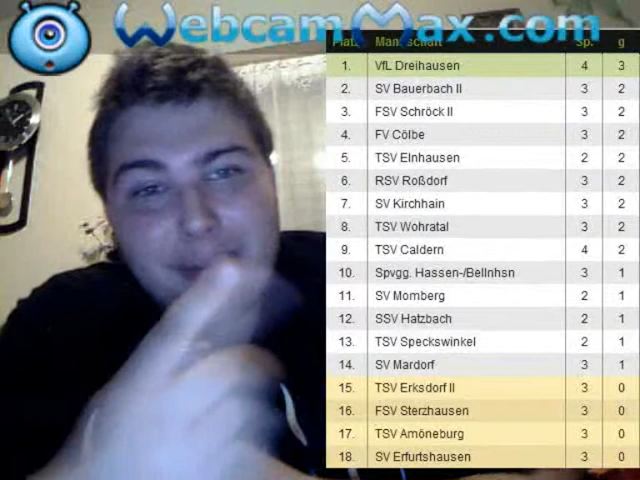 WebcamMax.com
Platz Mannschaft Sp. g
1. VfL Dreihausen 4 3
2. SV Bauerbach II 3 2
3. FSV Schröck II 3 2
4. FV Cölbe 3 2
5. TSV Elnhausen 2 2
6. RSV Roßdorf 3 2
7. SV Kirchhain 3 2
8. TSV Wohratal 3 2
9. TSV Caldern 4 2
10. Spvgg. Hassen-/Bellnhsn 3 1
11. SV Momberg 2 1
12. SSV Hatzbach 2 1
13. TSV Speckswinkel 2 1
14. SV Mardorf 3 1
15. TSV Erksdorf II 3 0
16. FSV Sterzhausen 3 0
17. TSV Amöneburg 3 0
18. SV Erfurtshausen 3 0